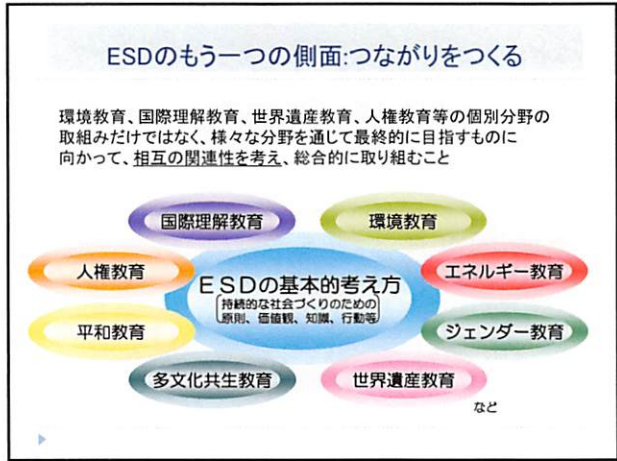 ESDのもう一つの側面:つながりをつくる
環境教育、国際理解教育、世界遺産教育、人権教育等の個別分野の
取組みだけではなく、様々な分野を通じて最終的に目指すものに
向かって、相互の関連性を考え、総合的に取り組むこと
国際理解教育
環境教育
人権教育
ESDの基本的考え方
エネルギー教育
[持続的な社会づくりのための
原則、価値観、知識、行動等]
平和教育
ジェンダー教育
多文化共生教育
世界遺産教育
など